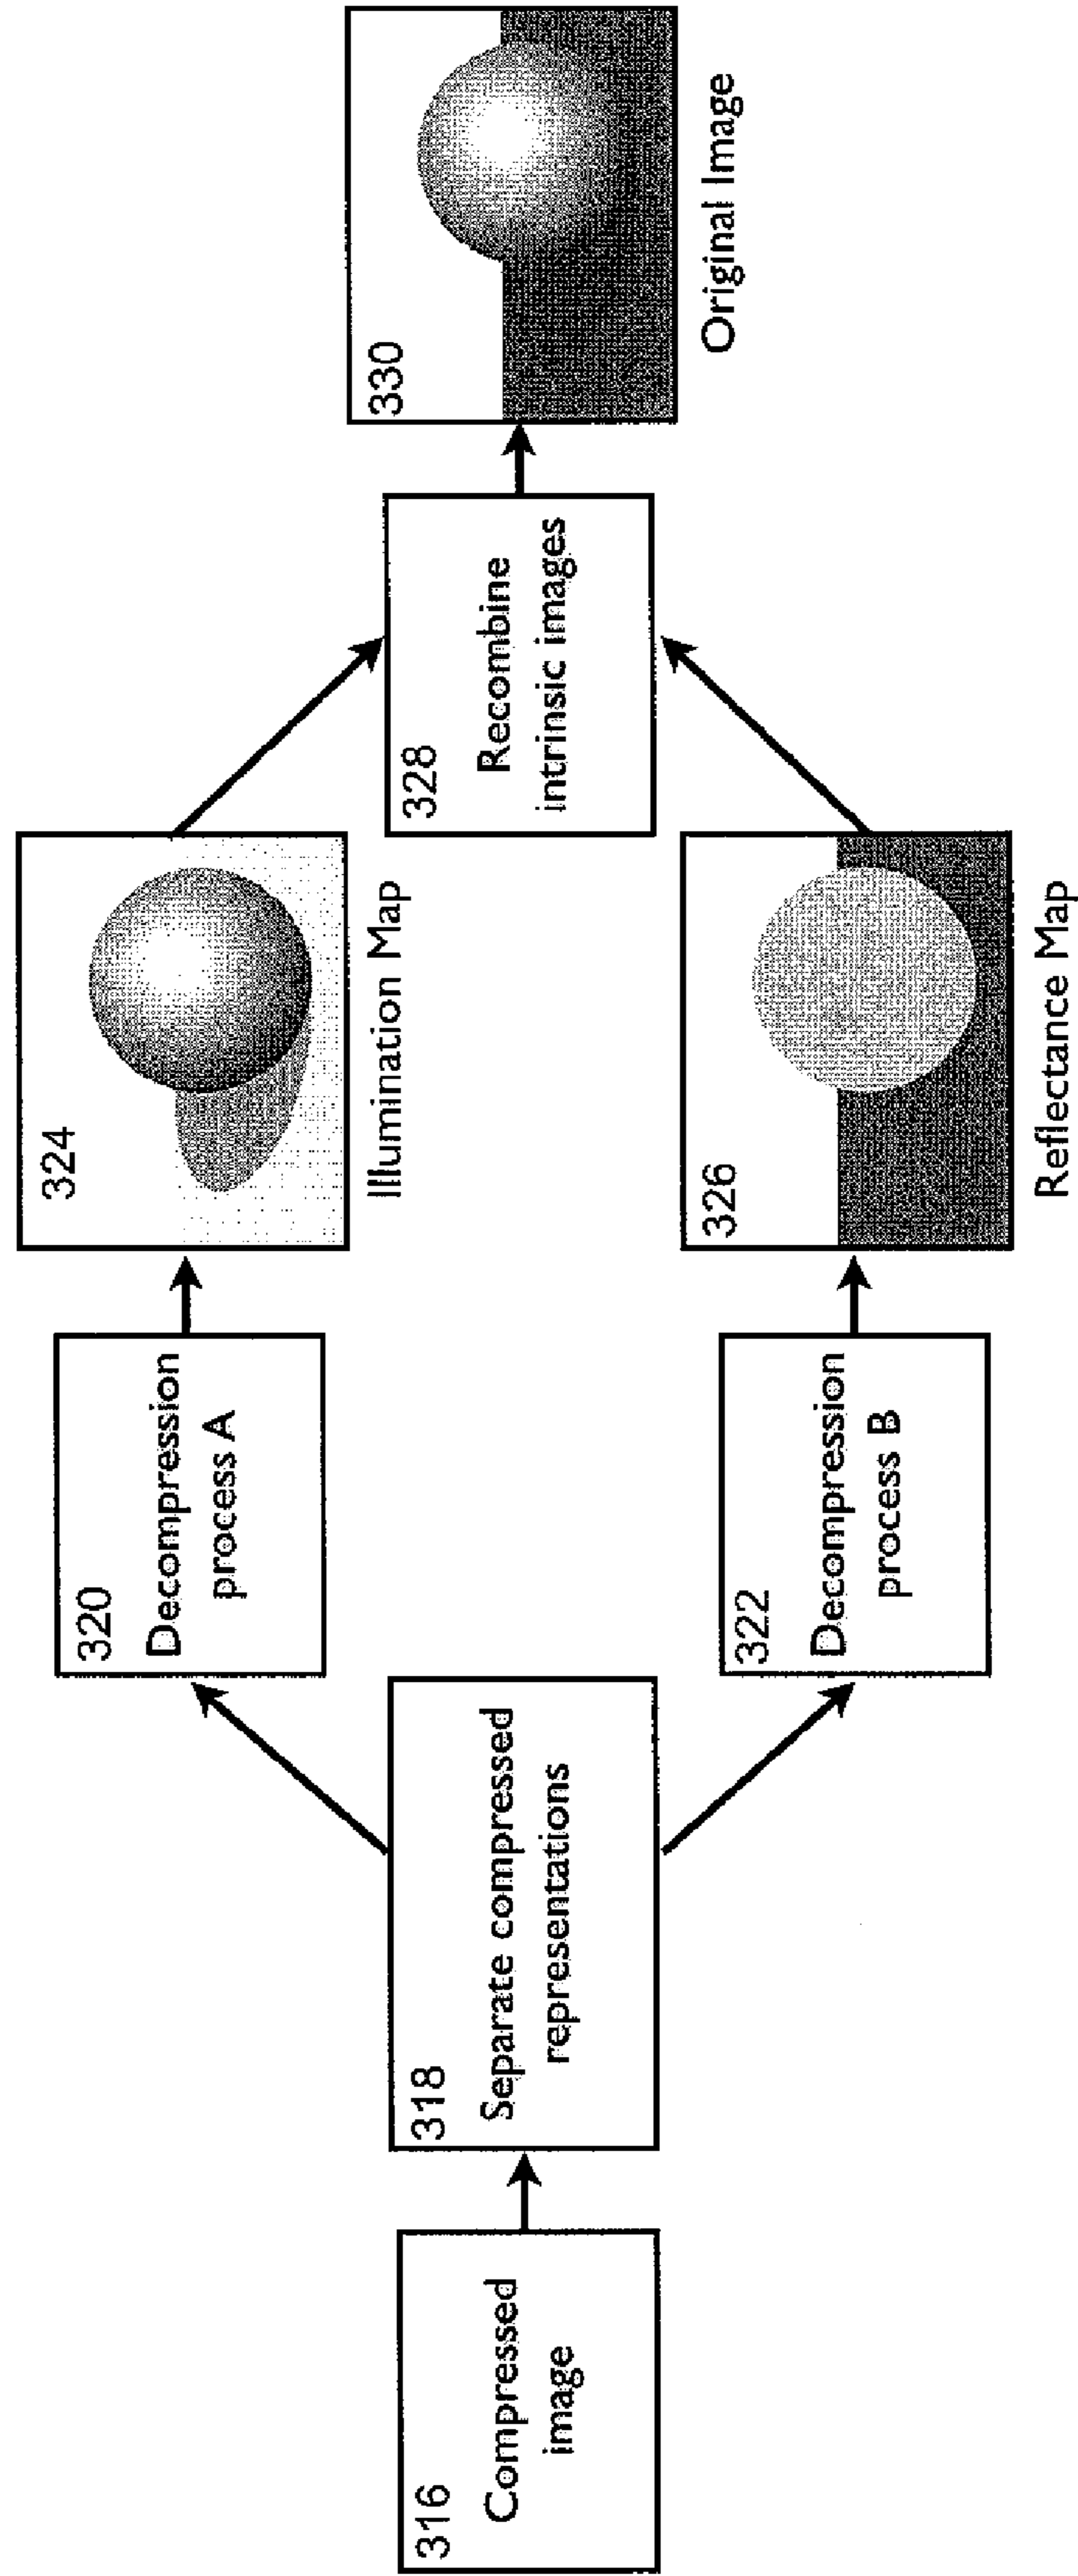 316
Compressed
image
318
Separate compressed
representations
320
Decompression
process A
322
Decompression
process B
324
Illumination Map
326
Reflectance Map
328
Recombine
intrinsic images
330
Original Image